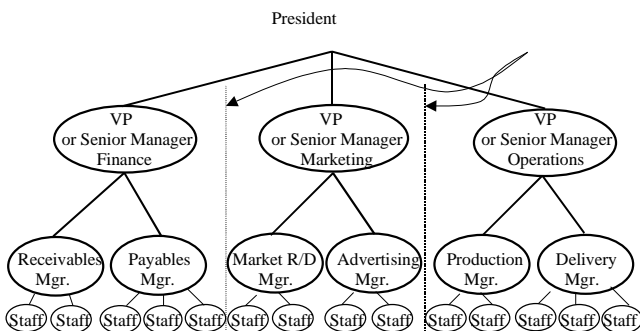 President
VP
or Senior Manager
Finance
VP
or Senior Manager
Marketing
VP
or Senior Manager
Operations
Receivables
Mgr.
Payables
Mgr.
Market R/D
Mgr.
Advertising
Mgr.
Production
Mgr.
Delivery
Mgr.
Staff
Staff
Staff
Staff
Staff
Staff
Staff
Staff
Staff
Staff
Staff
Staff
Staff
Staff